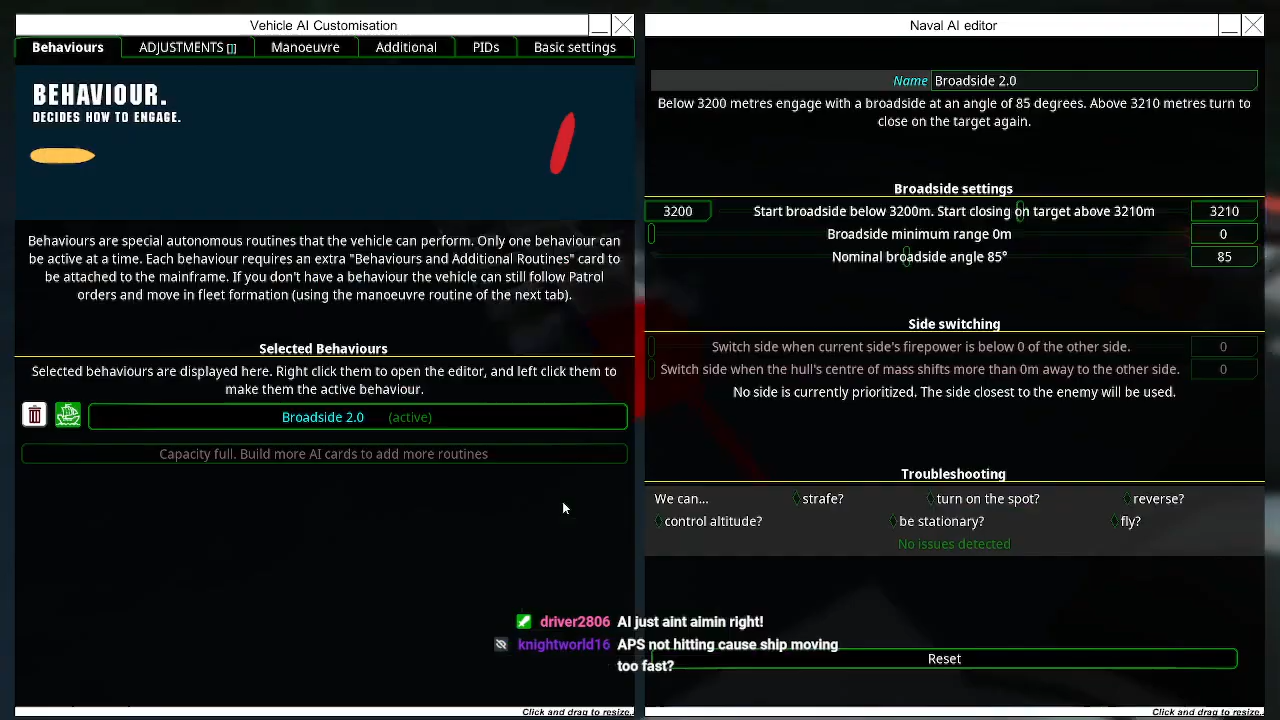 Vehicle AI Customisation
Behaviours
ADJUSTMENTS []
Manoeuvre
Additional
PIDs
Basic settings
BEHAVIOUR.
DECIDES HOW TO ENGAGE.
Behaviours are special autonomous routines that the vehicle can perform. Only one behaviour can
be active at a time. Each behaviour requires an extra "Behaviours and Additional Routines" card to
be attached to the mainframe. If you don't have a behaviour the vehicle can still follow Patrol
orders and move in fleet formation (using the manoeuvre routine of the next tab).
Selected Behaviours
Selected behaviours are displayed here. Right click them to open the editor, and left click them to
make them the active behaviour.
Broadside 2.0 (active)
Capacity full. Build more AI cards to add more routines
Click and drag to resize.
Naval AI editor
Name Broadside 2.0
Below 3200 metres engage with a broadside at an angle of 85 degrees. Above 3210 metres turn to
close on the target again.
Broadside settings
3200 Start broadside below 3200m. Start closing on target above 3210m 3210
Broadside minimum range 0m 0
Nominal broadside angle 85° 85
Side switching
Switch side when current side's firepower is below 0 of the other side. 0
Switch side when the hull's centre of mass shifts more than 0m away to the other side. 0
No side is currently prioritized. The side closest to the enemy will be used.
Troubleshooting
We can... strafe? turn on the spot? reverse?
control altitude? be stationary? fly?
No issues detected
Reset
Click and drag to resize.
driver2806 AI just aint aimin right!
knightworld16 APS not hitting cause ship moving
too fast?